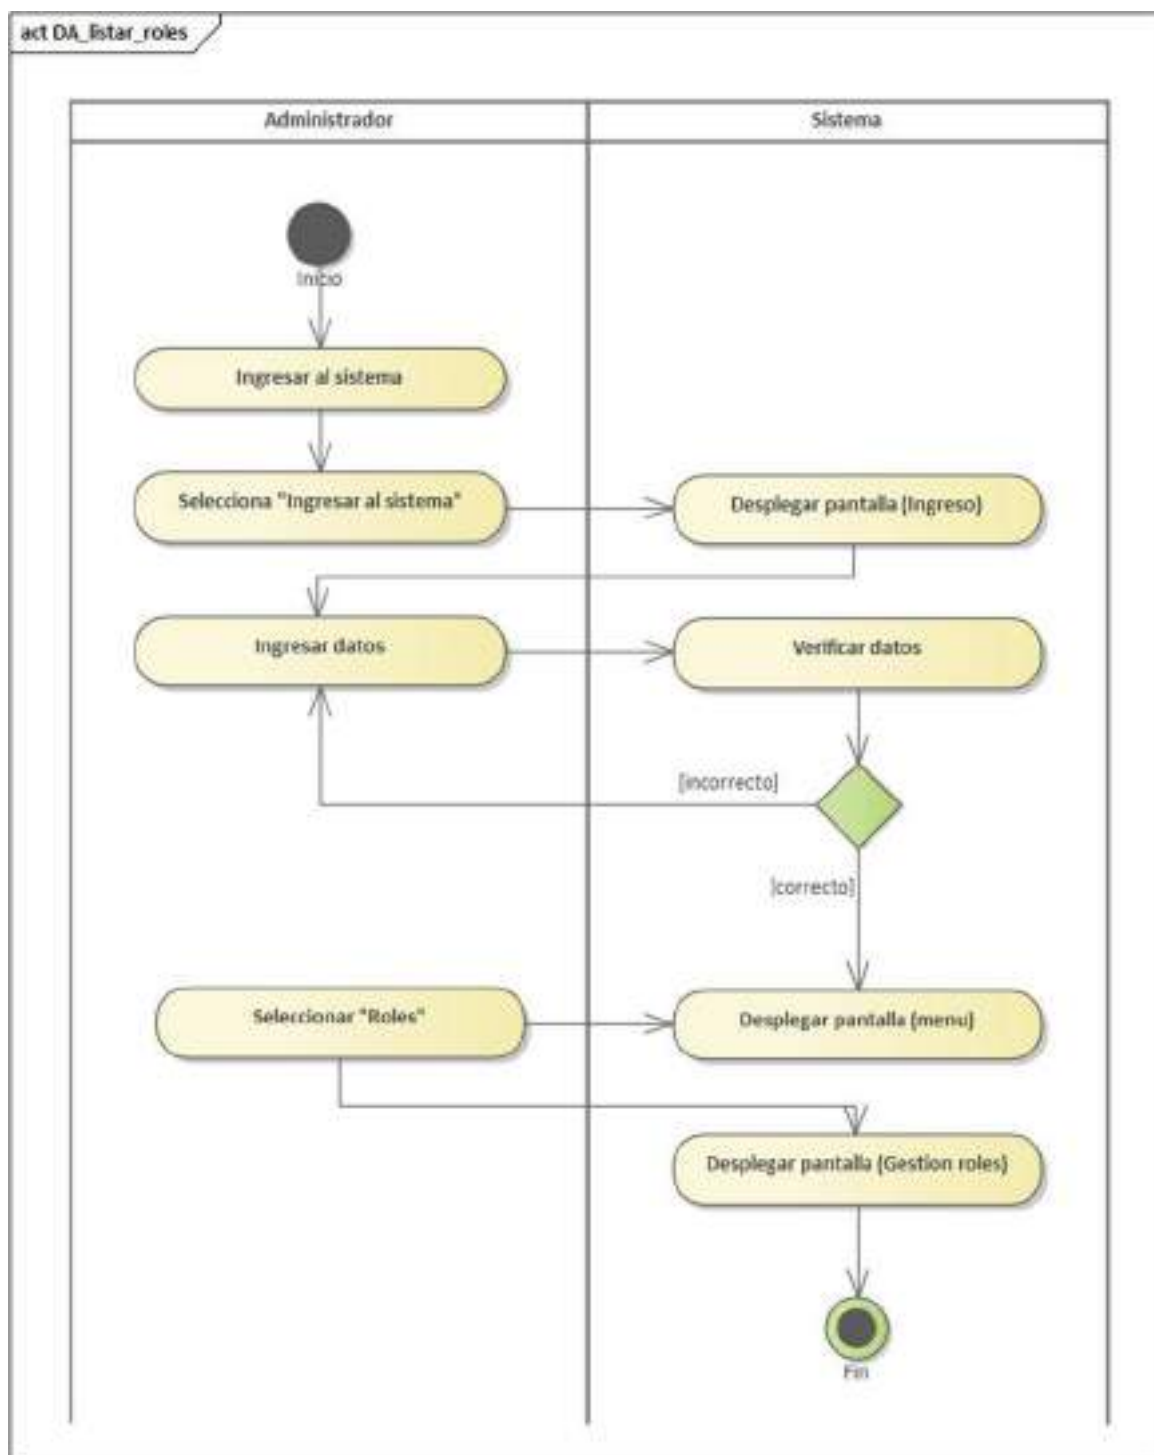 act DA_listar_roles
Administrador
Sistema
Inicio
Ingresar al sistema
Selecciona "Ingresar al sistema"
Desplegar pantalla (Ingreso)
Ingresar datos
Verificar datos
[incorrecto]
[correcto]
Seleccionar "Roles"
Desplegar pantalla (menu)
Desplegar pantalla (Gestion roles)
Fin